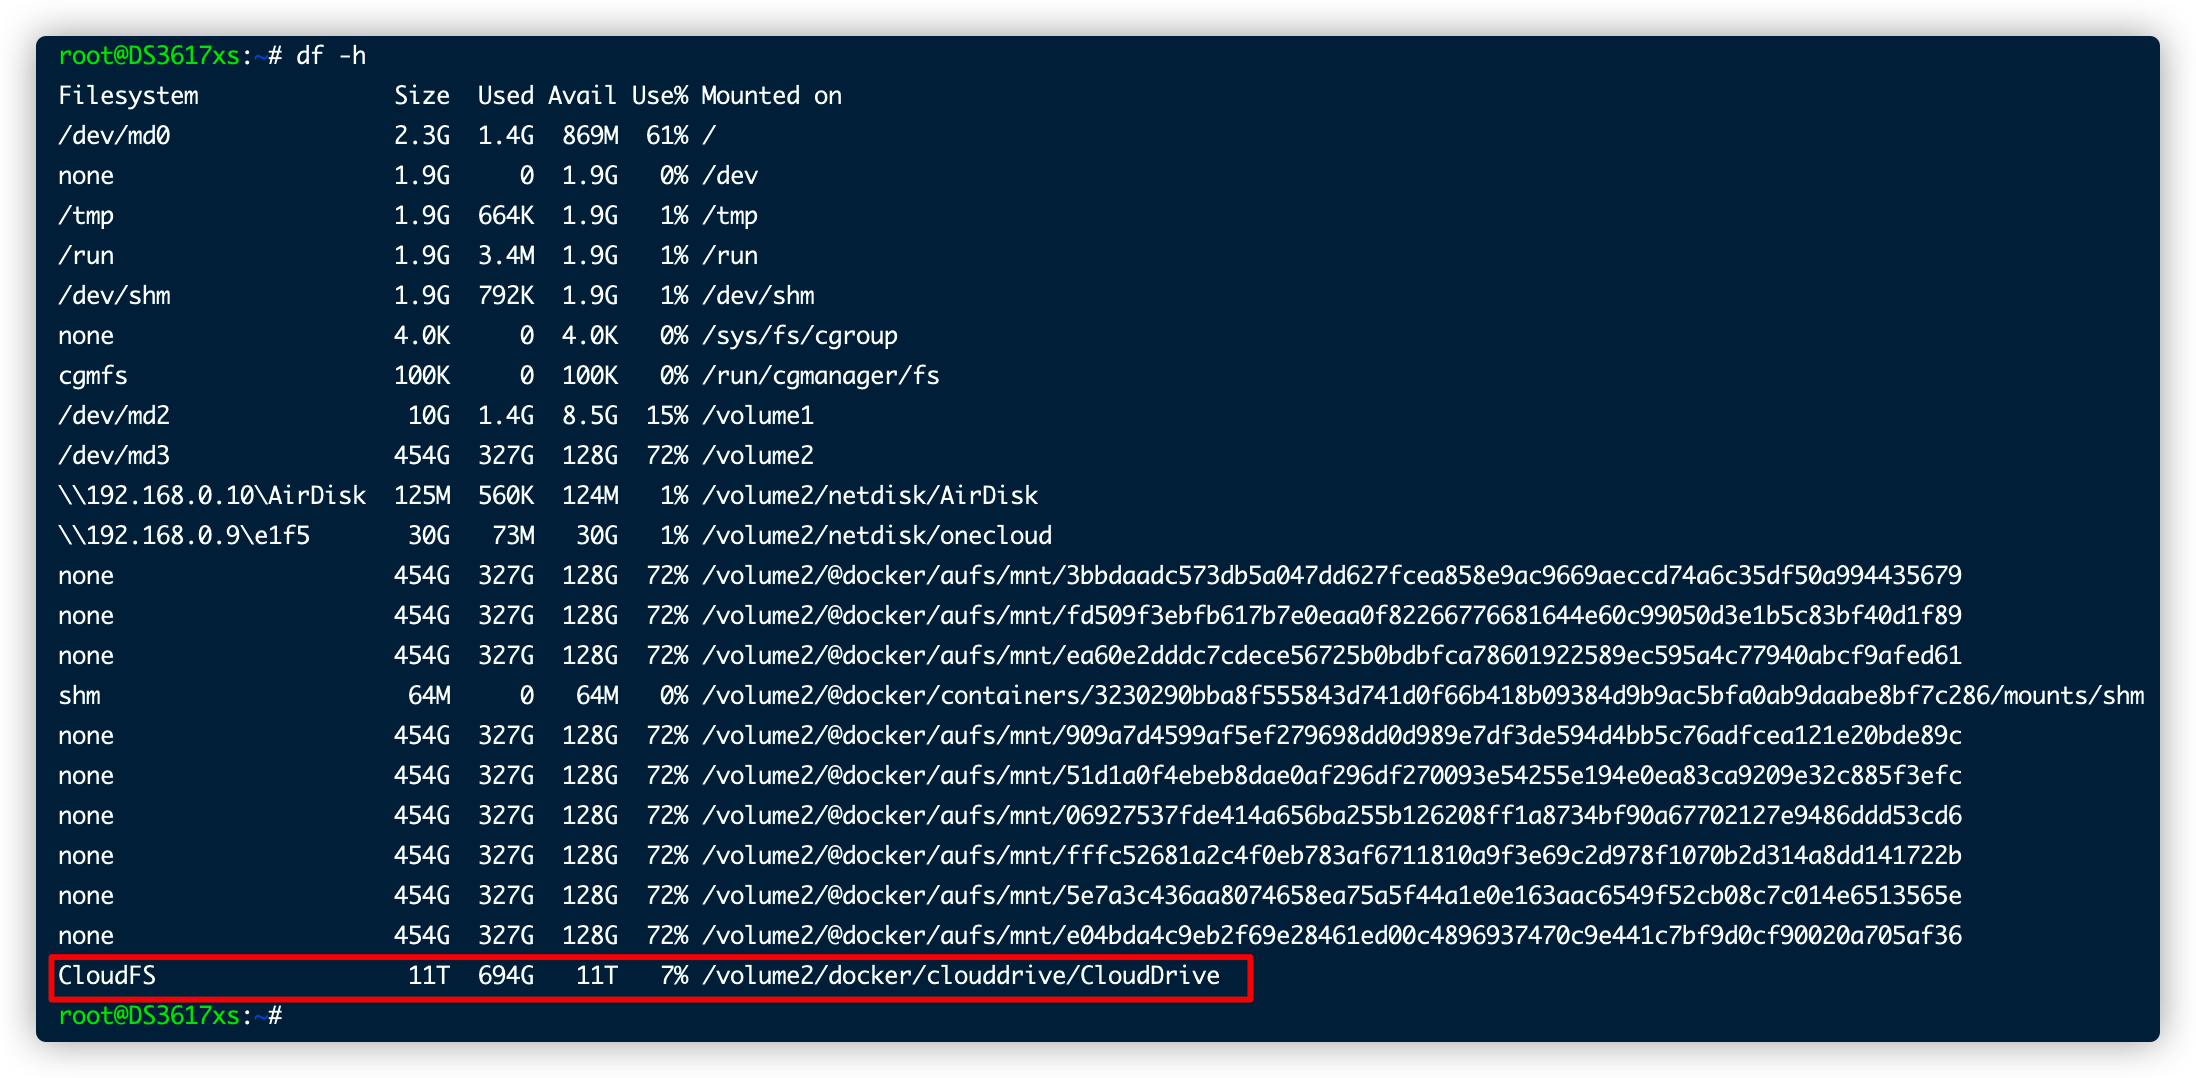 root@DS3617xs:~# df -h
Filesystem Size Used Avail Use% Mounted on
/dev/md0 2.3G 1.4G 869M 61% /
none 1.9G 0 1.9G 0% /dev
/tmp 1.9G 664K 1.9G 1% /tmp
/run 1.9G 3.4M 1.9G 1% /run
/dev/shm 1.9G 792K 1.9G 1% /dev/shm
none 4.0K 0 4.0K 0% /sys/fs/cgroup
cgmfs 100K 0 100K 0% /run/cgmanager/fs
/dev/md2 10G 1.4G 8.5G 15% /volume1
/dev/md3 454G 327G 128G 72% /volume2
\\192.168.0.10\AirDisk 125M 560K 124M 1% /volume2/netdisk/AirDisk
\\192.168.0.9\e1f5 30G 73M 30G 1% /volume2/netdisk/onecloud
none 454G 327G 128G 72% /volume2/@docker/aufs/mnt/3bbdaadc573db5a047dd627fcea858e9ac9669aeccd74a6c35df50a994435679
none 454G 327G 128G 72% /volume2/@docker/aufs/mnt/fd509f3ebfb617b7e0eaa0f82266776681644e60c99050d3e1b5c83bf40d1f89
none 454G 327G 128G 72% /volume2/@docker/aufs/mnt/ea60e2dddc7cdece56725b0bdbfca78601922589ec595a4c77940abcf9afed61
shm 64M 0 64M 0% /volume2/@docker/containers/3230290bba8f555843d741d0f66b418b09384d9b9ac5bfa0ab9daabe8bf7c286/mounts/shm
none 454G 327G 128G 72% /volume2/@docker/aufs/mnt/909a7d4599af5ef279698dd0d989e7df3de594d4bb5c76adfcea121e20bde89c
none 454G 327G 128G 72% /volume2/@docker/aufs/mnt/51d1a0f4ebeb8dae0af296df270093e54255e194e0ea83ca9209e32c885f3efc
none 454G 327G 128G 72% /volume2/@docker/aufs/mnt/06927537fde414a656ba255b126208ff1a8734bf90a67702127e9486ddd53cd6
none 454G 327G 128G 72% /volume2/@docker/aufs/mnt/fffc52681a2c4f0eb783af6711810a9f3e69c2d978f1070b2d314a8dd141722b
none 454G 327G 128G 72% /volume2/@docker/aufs/mnt/5e7a3c436aa8074658ea75a5f44a1e0e163aac6549f52cb08c7c014e6513565e
none 454G 327G 128G 72% /volume2/@docker/aufs/mnt/e04bda4c9eb2f69e28461ed00c4896937470c9e441c7bf9d0cf90020a705af36
CloudFS 11T 694G 11T 7% /volume2/docker/clouddrive/CloudDrive
root@DS3617xs:~#